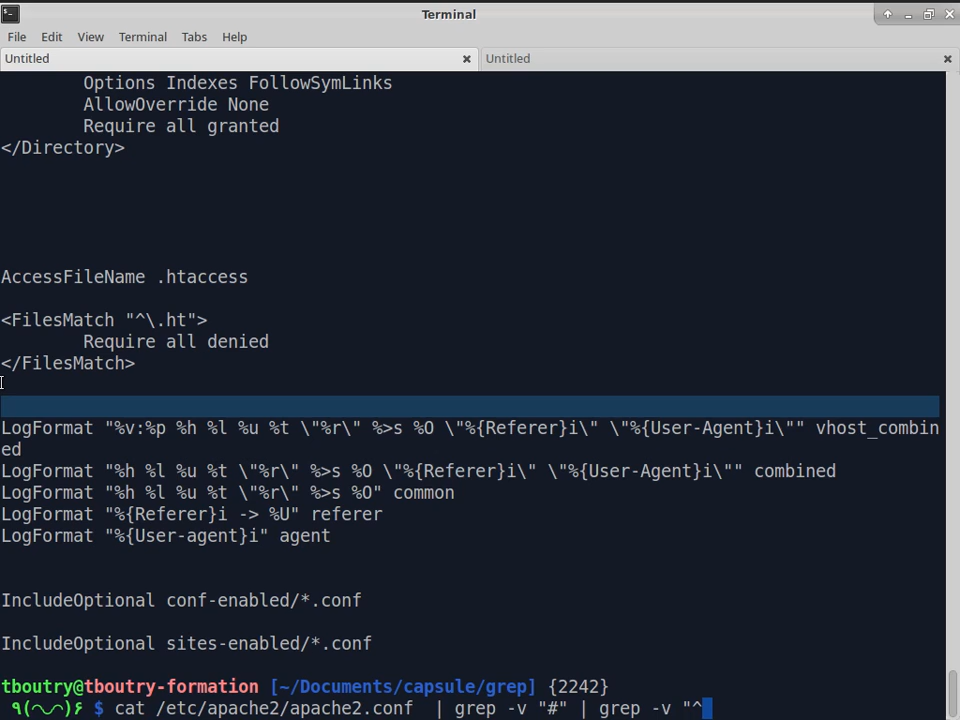 Terminal
File Edit View Terminal Tabs Help
Untitled Untitled
Options Indexes FollowSymLinks
AllowOverride None
Require all granted
</Directory>
AccessFileName .htaccess
<FilesMatch "^\.ht">
Require all denied
</FilesMatch>
LogFormat "%v:%p %h %l %u %t \"%r\" %>s %O \"%{Referer}i\" \"%{User-Agent}i\"" vhost_combin
ed
LogFormat "%h %l %u %t \"%r\" %>s %O \"%{Referer}i\" \"%{User-Agent}i\"" combined
LogFormat "%h %l %u %t \"%r\" %>s %O" common
LogFormat "%{Referer}i -> %U" referer
LogFormat "%{User-agent}i" agent
IncludeOptional conf-enabled/*.conf
IncludeOptional sites-enabled/*.conf
tboutry@tboutry-formation [~/Documents/capsule/grep] {2242}
٩(◠◡◠)۶ $ cat /etc/apache2/apache2.conf | grep -v "#" | grep -v "^